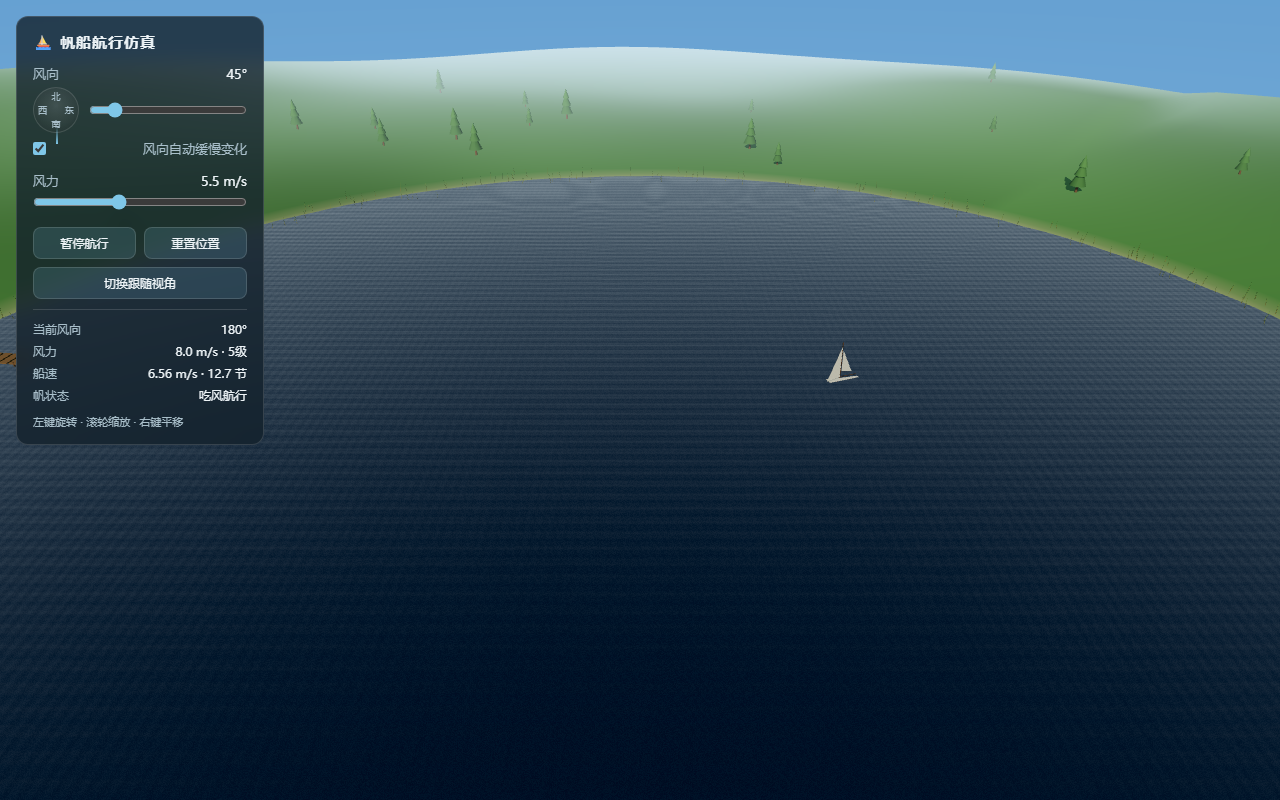 帆船航行仿真
风向 45°
北
西 东
南
风向自动缓慢变化
风力 5.5 m/s
暂停航行 重置位置
切换跟随视角
当前风向 180°
风力 8.0 m/s · 5级
船速 6.56 m/s · 12.7 节
帆状态 吃风航行
左键旋转 · 滚轮缩放 · 右键平移